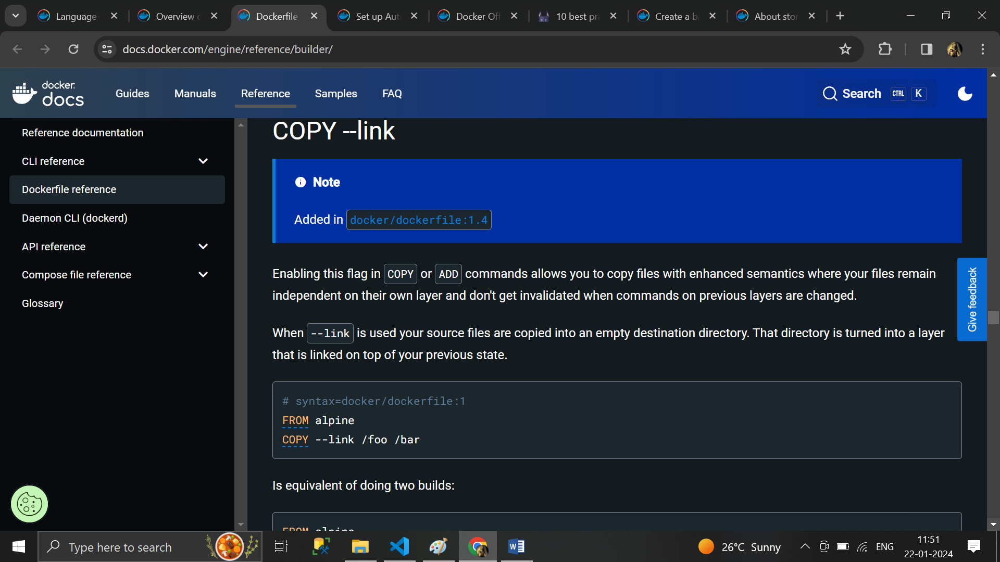 Language-
Overview c
Dockerfile
Set up Aut
Docker Off
10 best pra
Create a ba
About stor
docs.docker.com/engine/reference/builder/
docker
docs
Guides
Manuals
Reference
Samples
FAQ
Search
CTRL
K
Reference documentation
CLI reference
Dockerfile reference
Daemon CLI (dockerd)
API reference
Compose file reference
Glossary
COPY --link
Note
Added in docker/dockerfile:1.4
Enabling this flag in COPY or ADD commands allows you to copy files with enhanced semantics where your files remain
independent on their own layer and don't get invalidated when commands on previous layers are changed.
When --link is used your source files are copied into an empty destination directory. That directory is turned into a layer
that is linked on top of your previous state.
# syntax=docker/dockerfile:1
FROM alpine
COPY --link /foo /bar
Is equivalent of doing two builds:
FROM alpine
Give feedback
Type here to search
26°C Sunny
ENG
11:51
22-01-2024